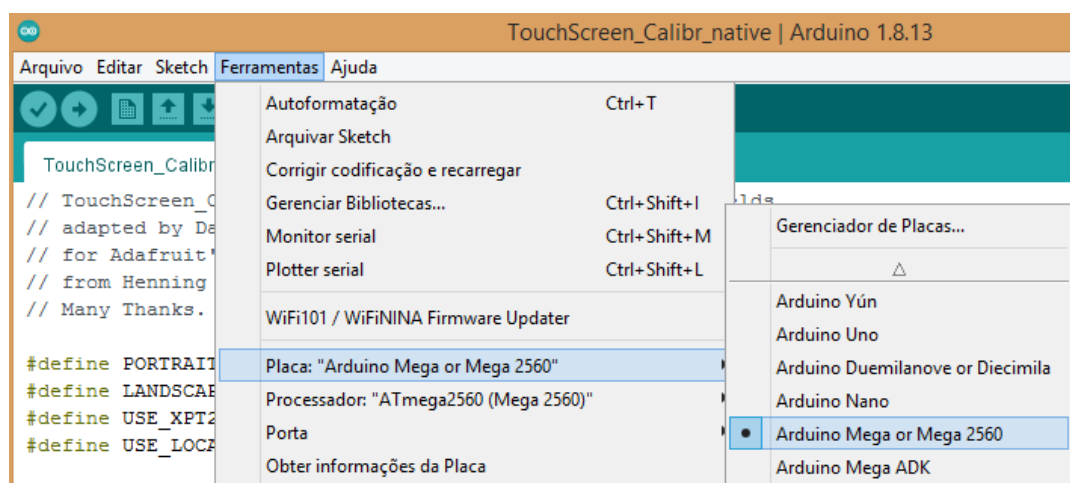 TouchScreen_Calibr_native | Arduino 1.8.13
Arquivo Editar Sketch Ferramentas Ajuda
TouchScreen_Calibr
// TouchScreen_C
// adapted by Da
// for Adafruit'
// from Henning
// Many Thanks.
#define PORTRAIT
#define LANDSCAP
#define USE_XPT2
#define USE_LOCA
Autoformatação Ctrl+T
Arquivar Sketch
Corrigir codificação e recarregar
Gerenciar Bibliotecas... Ctrl+Shift+I
Monitor serial Ctrl+Shift+M
Plotter serial Ctrl+Shift+L
WiFi101 / WiFiNINA Firmware Updater
Placa: "Arduino Mega or Mega 2560"
Processador: "ATmega2560 (Mega 2560)"
Porta
Obter informações da Placa
Gerenciador de Placas...
Arduino Yún
Arduino Uno
Arduino Duemilanove or Diecimila
Arduino Nano
Arduino Mega or Mega 2560
Arduino Mega ADK